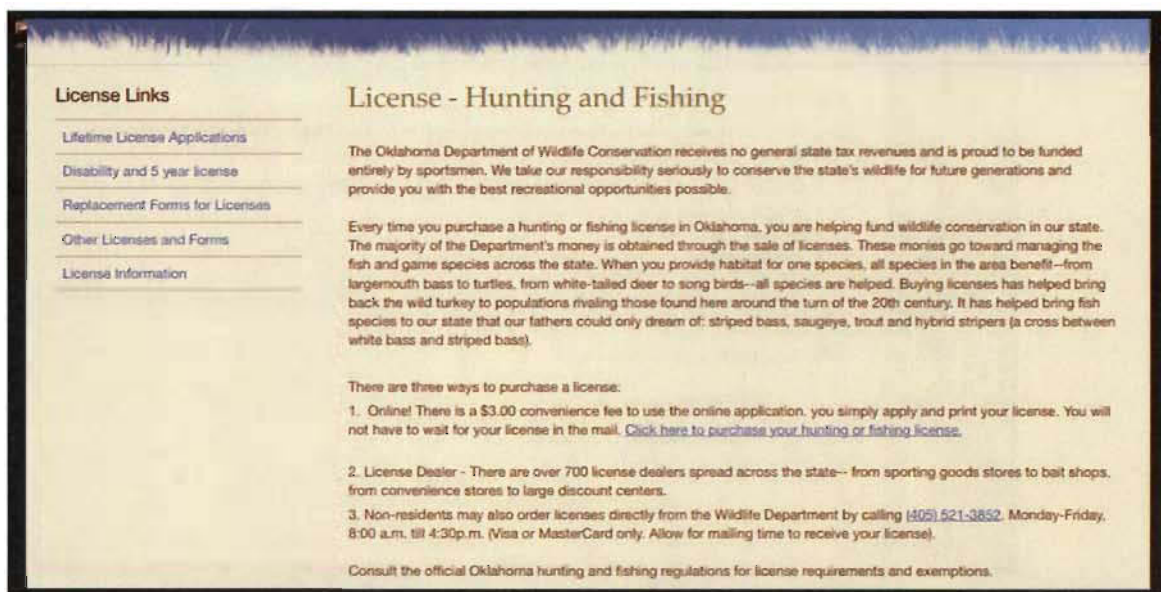 License Links
Lifetime License Applications
Disability and 5 year license
Replacement Forms for Licenses
Other Licenses and Forms
License Information
License - Hunting and Fishing
The Oklahoma Department of Wildlife Conservation receives no general state tax revenues and is proud to be funded
entirely by sportsmen. We take our responsibility seriously to conserve the state's wildlife for future generations and
provide you with the best recreational opportunities possible.
Every time you purchase a hunting or fishing license in Oklahoma, you are helping fund wildlife conservation in our state.
The majority of the Department's money is obtained through the sale of licenses. These monies go toward managing the
fish and game species across the state. When you provide habitat for one species, all species in the area benefit--from
largemouth bass to turtles, from white-tailed deer to song birds--all species are helped. Buying licenses has helped bring
back the wild turkey to populations rivaling those found here around the turn of the 20th century. It has helped bring fish
species to our state that our fathers could only dream of: striped bass, saugeye, trout and hybrid stripers (a cross between
white bass and striped bass).
There are three ways to purchase a license:
1. Online! There is a $3.00 convenience fee to use the online application. you simply apply and print your license. You will
not have to wait for your license in the mail. Click here to purchase your hunting or fishing license.
2. License Dealer - There are over 700 license dealers spread across the state-- from sporting goods stores to bait shops,
from convenience stores to large discount centers.
3. Non-residents may also order licenses directly from the Wildlife Department by calling (405) 521-3852, Monday-Friday,
8:00 a.m. till 4:30p.m. (Visa or MasterCard only. Allow for mailing time to receive your license).
Consult the official Oklahoma hunting and fishing regulations for license requirements and exemptions.